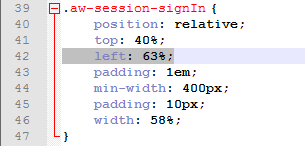 39 .aw-session-signIn {
40 position: relative;
41 top: 40%;
42 left: 63%;
43 padding: 1em;
44 min-width: 400px;
45 padding: 10px;
46 width: 58%;
47 }